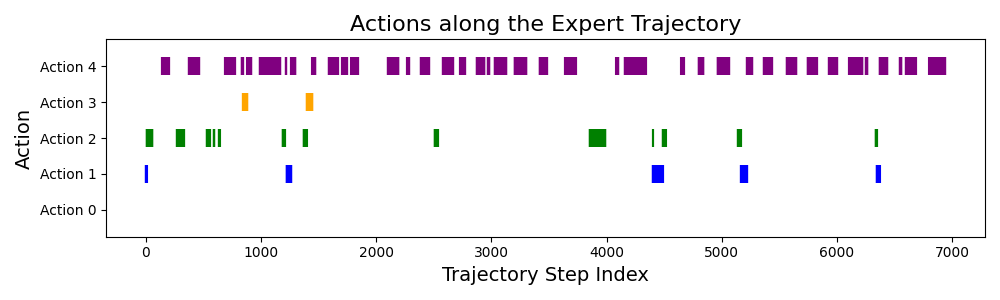 Actions along the Expert Trajectory
Action
Action 4
Action 3
Action 2
Action 1
Action 0
0 1000 2000 3000 4000 5000 6000 7000
Trajectory Step Index